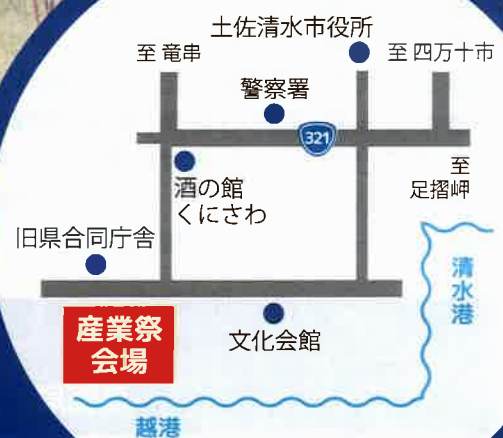 土佐清水市役所
至 竜串
至 四万十市
警察署
321
至
足摺岬
酒の館
くにさわ
旧県合同庁舎
清水港
産業祭
会場
文化会館
越港